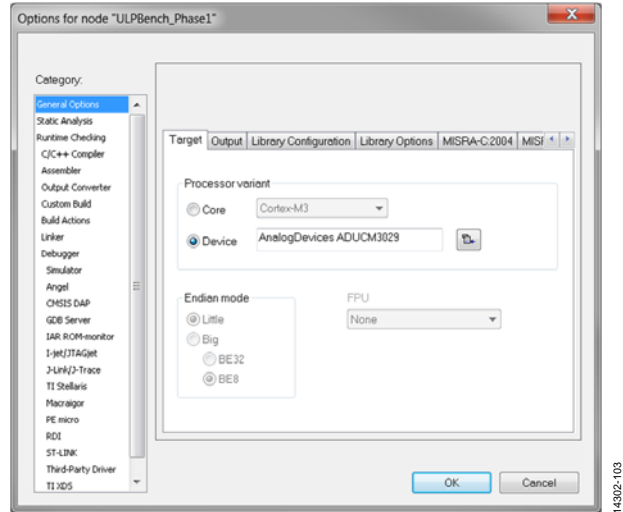 Options for node "ULPBench_Phase1"
Category:
General Options
Static Analysis
Runtime Checking
C/C++ Compiler
Assembler
Output Converter
Custom Build
Build Actions
Linker
Debugger
Simulator
Angel
CMSIS DAP
GDB Server
IAR ROM-monitor
I-jet/JTAGjet
J-Link/J-Trace
TI Stellaris
Macraigor
PE micro
RDI
ST-LINK
Third-Party Driver
TI XDS
Target Output Library Configuration Library Options MISRA-C:2004 MISF
Processor variant
Core Cortex-M3
Device AnalogDevices ADUCM3029
Endian mode
Little
Big
BE32
BE8
FPU
None
OK Cancel
14302-103